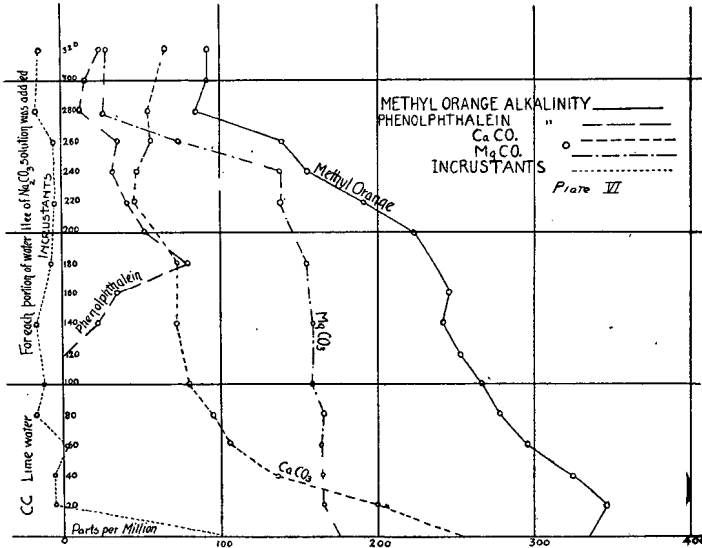 320
300
280
260
240
220
200
180
160
140
120
100
80
60
40
20
CC Lime water
For each portion of water 11cc of Na2CO3 solution was added
INCRUSTANTS
METHYL ORANGE ALKALINITY
PHENOLPHTHALEIN "
CaCO.
MgCO.
INCRUSTANTS
Plate VI
Methyl Orange
Phenolphthalein
MgCO3
CaCO3
Parts per Million
0 100 200 300 400